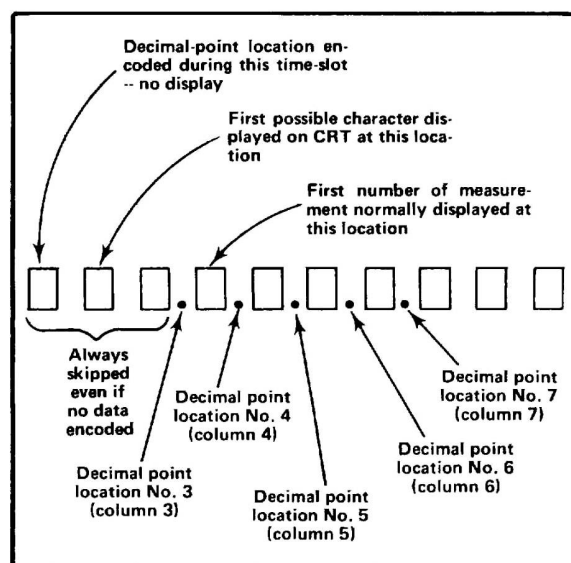 Decimal-point location en-
coded during this time-slot
-- no display
First possible character dis-
played on CRT at this loca-
tion
First number of measure-
ment normally displayed at
this location
Always
skipped
even if
no data
encoded
Decimal point
location No. 3
(column 3)
Decimal point
location No. 4
(column 4)
Decimal point
location No. 5
(column 5)
Decimal point
location No. 6
(column 6)
Decimal point
location No. 7
(column 7)